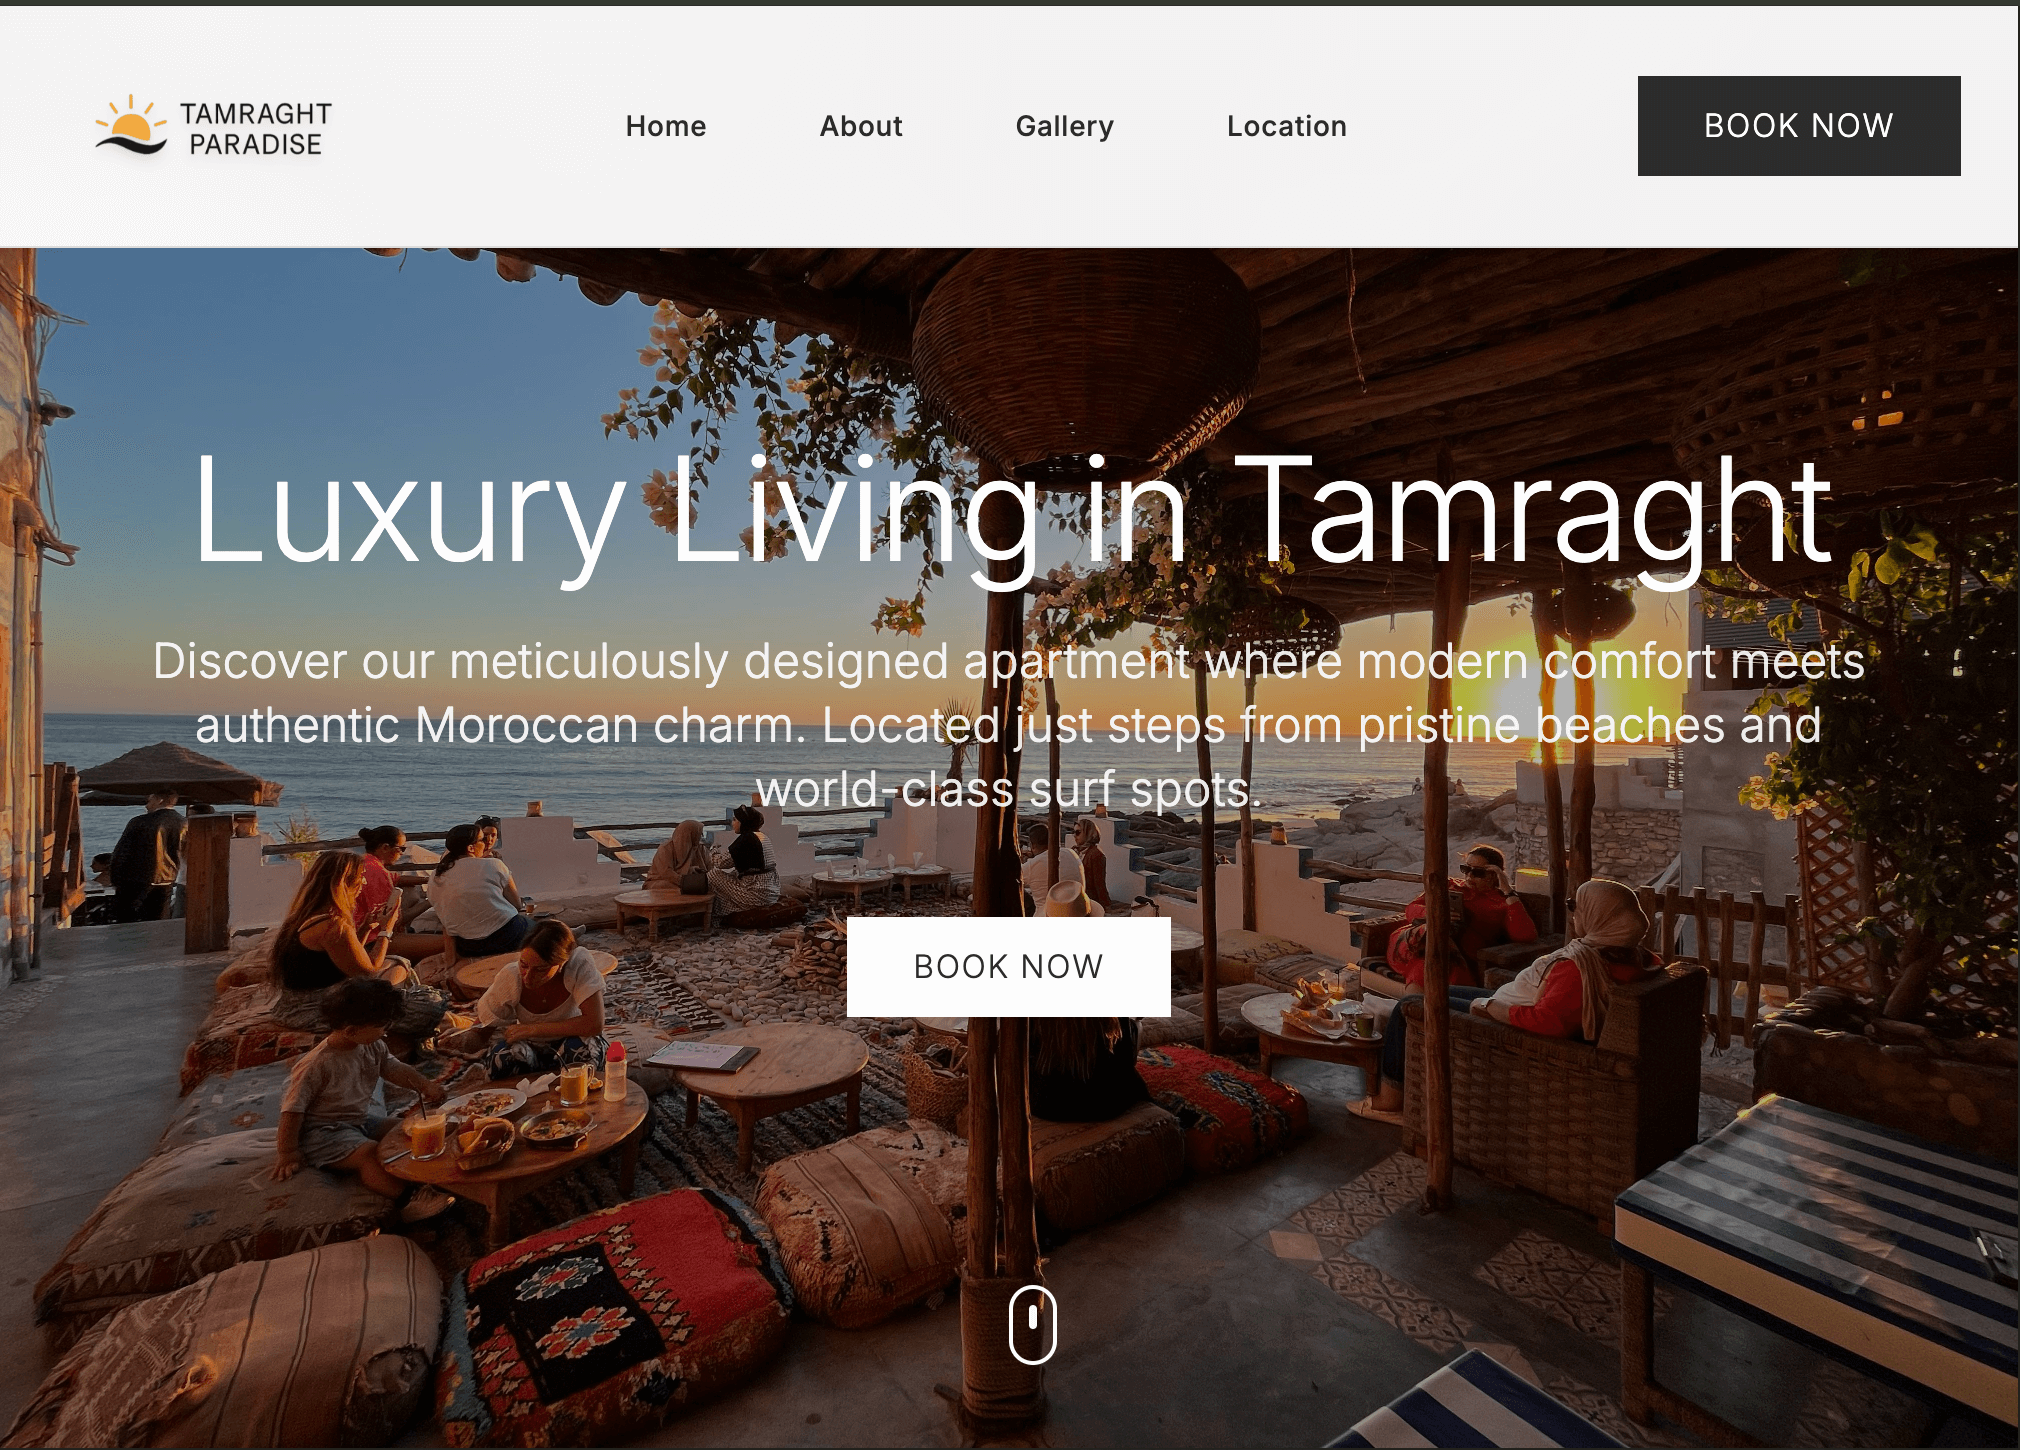 TAMRAGHT
PARADISE
Home About Gallery Location
BOOK NOW
Luxury Living in Tamraght
Discover our meticulously designed apartment where modern comfort meets
authentic Moroccan charm. Located just steps from pristine beaches and
world-class surf spots.
BOOK NOW